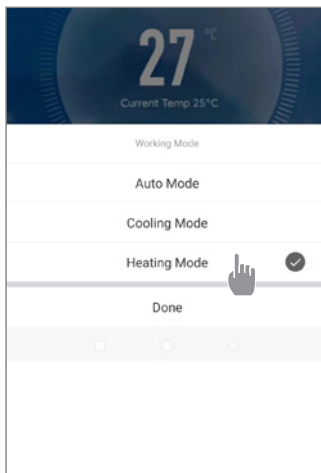 27 °C
Current Temp 25°C
Working Mode
Auto Mode
Cooling Mode
Heating Mode
Done